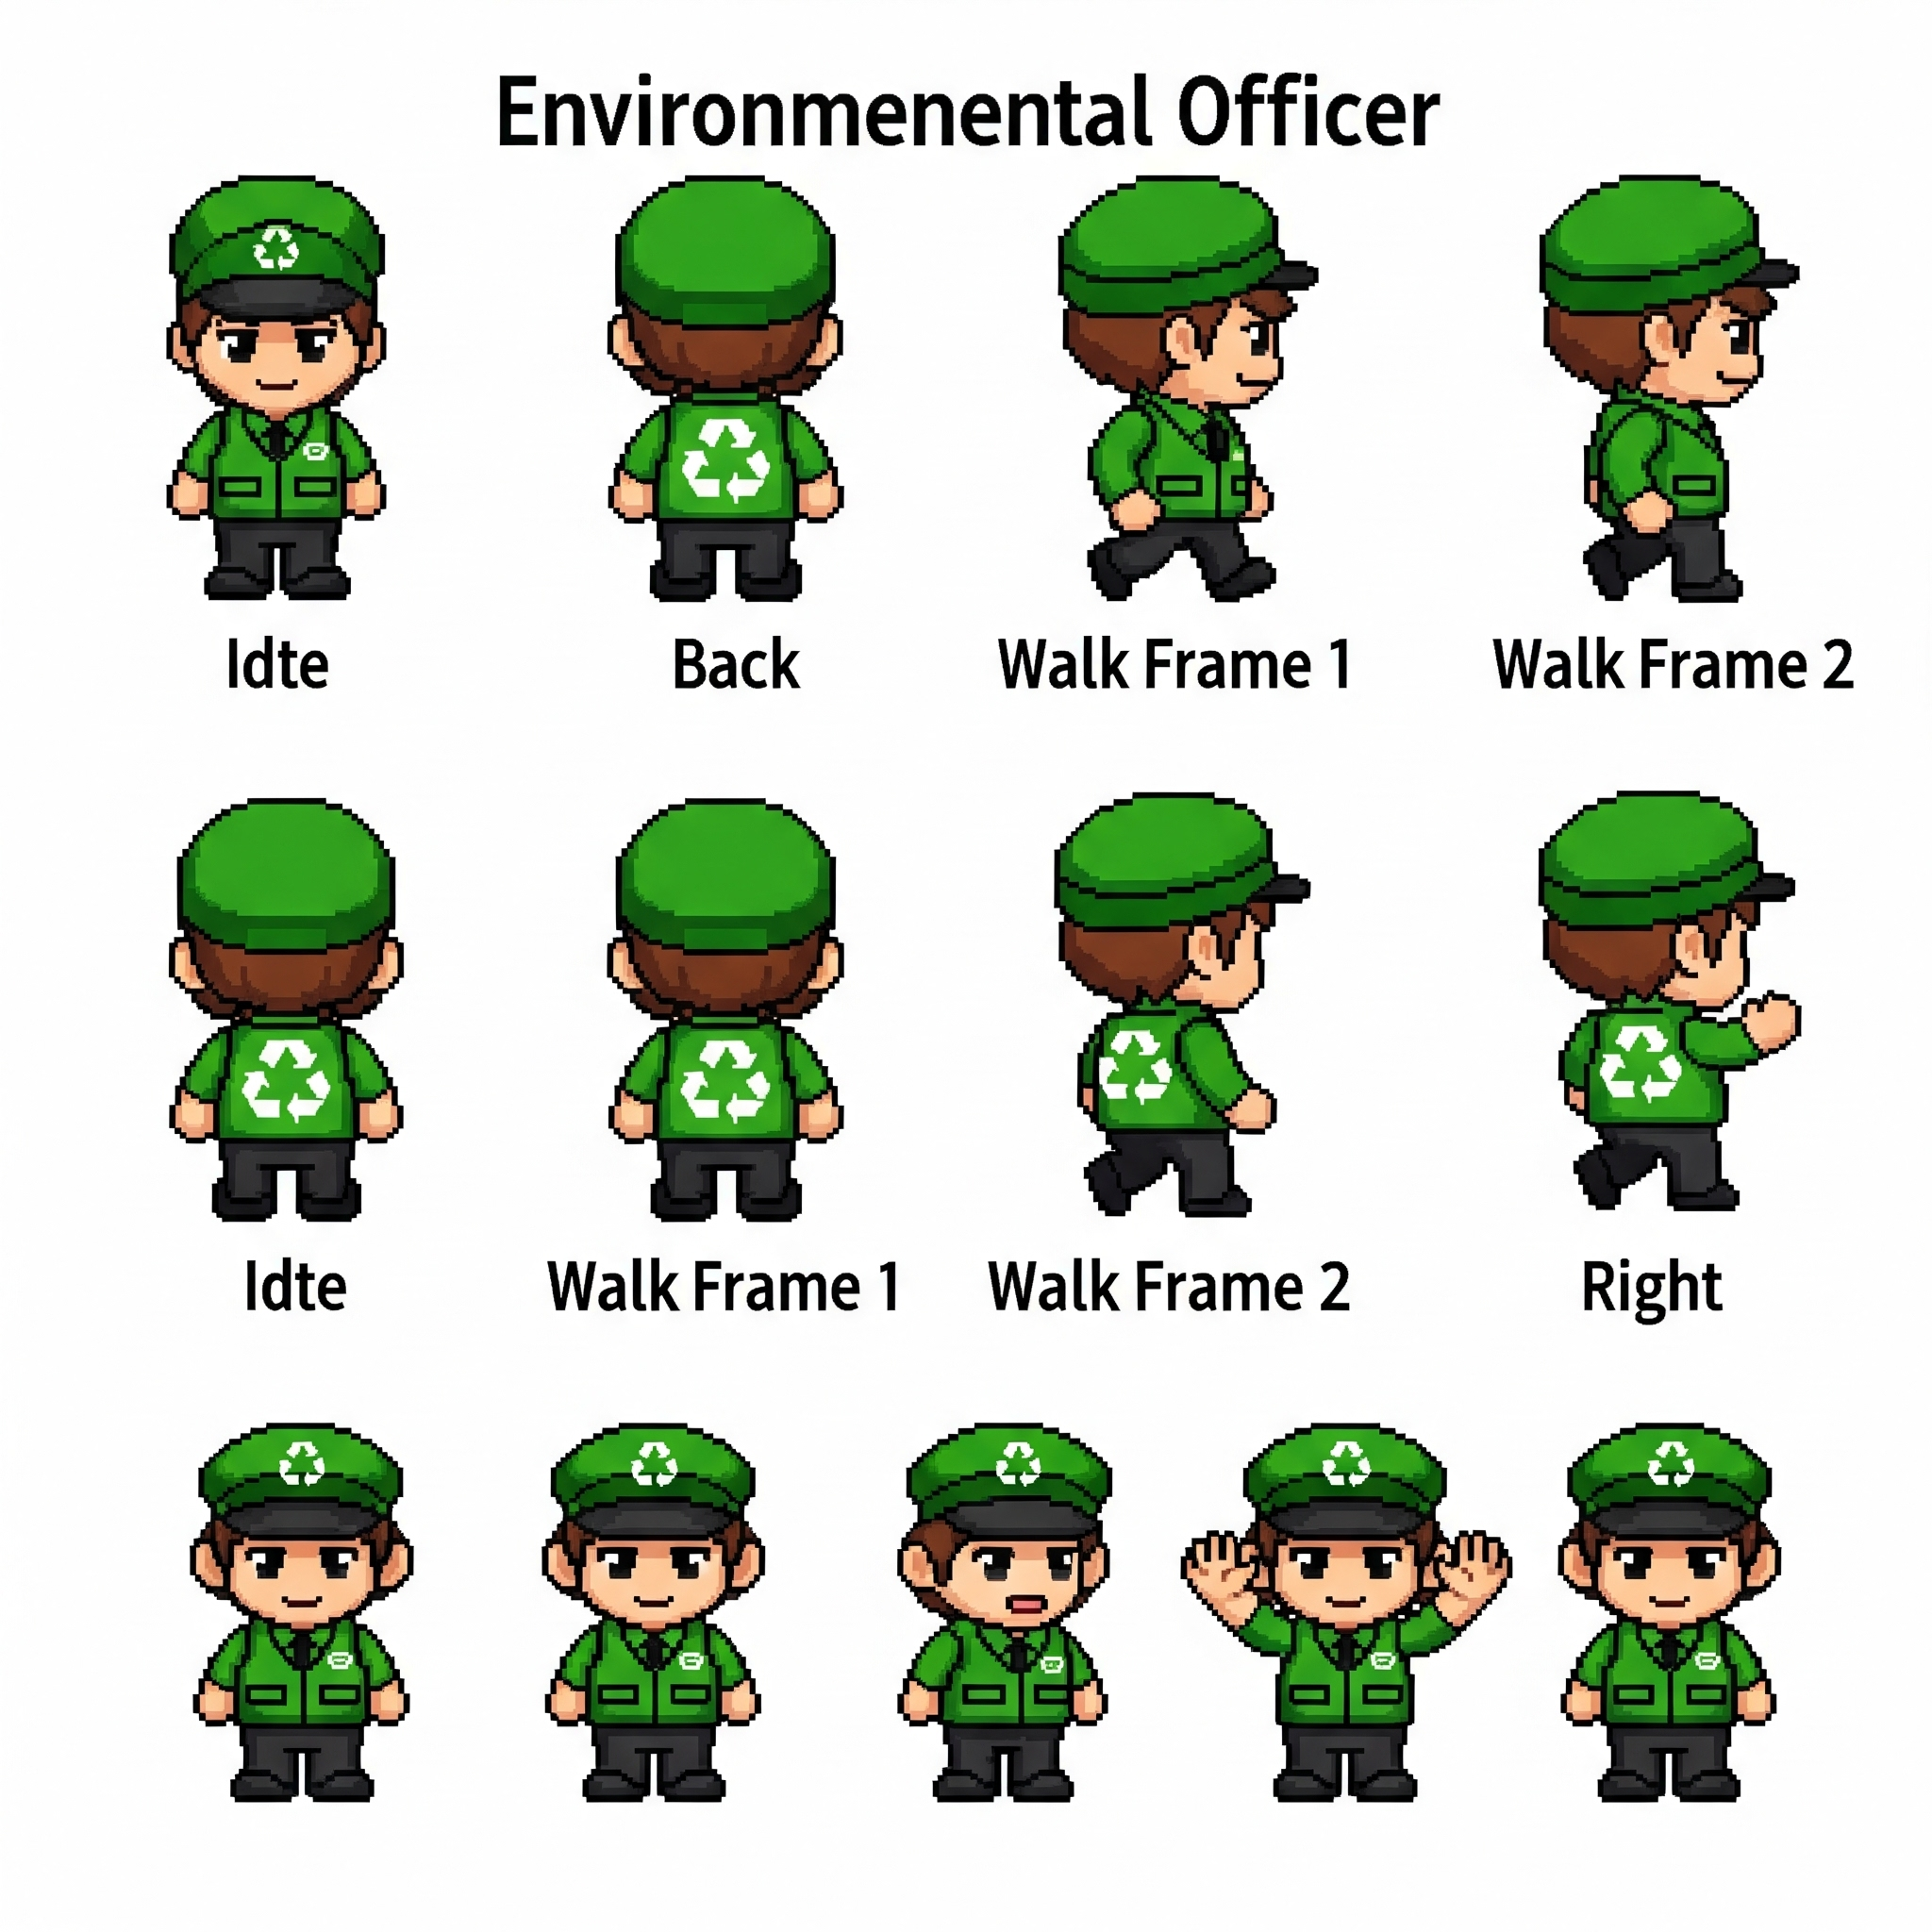 Environmenental Officer
Idte Back Walk Frame 1 Walk Frame 2
Idte Walk Frame 1 Walk Frame 2 Right